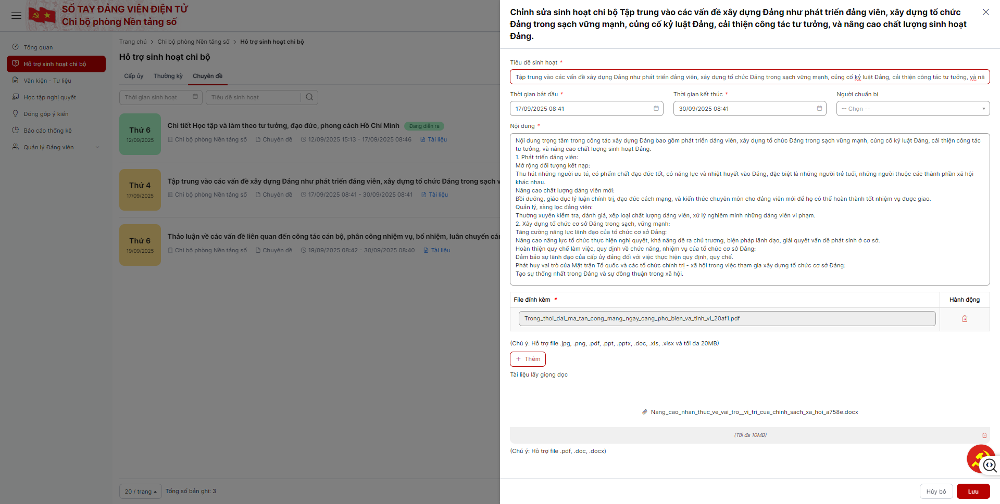 SỔ TAY ĐẢNG VIÊN ĐIỆN TỬ
Chi bộ phòng Nền tảng số
Tổng quan
Hỗ trợ sinh hoạt chi bộ
Văn kiện - Tư liệu
Học tập nghị quyết
Đóng góp ý kiến
Báo cáo thống kê
Quản lý Đảng viên
Trang chủ > Chi bộ phòng Nền tảng số > Hỗ trợ sinh hoạt chi bộ
Hỗ trợ sinh hoạt chi bộ
Cấp ủy Thường kỳ Chuyên đề
Thời gian sinh hoạt Tiêu đề sinh hoạt
Thứ 6
12/09/2025
Chi tiết Học tập và làm theo tư tưởng, đạo đức, phong cách Hồ Chí Minh Đang diễn ra
Chi bộ phòng Nền tảng số Chuyên đề 12/09/2025 15:13 - 17/09/2025 08:46 Tài liệu
Thứ 4
17/09/2025
Tập trung vào các vấn đề xây dựng Đảng như phát triển đảng viên, xây dựng tổ chức Đảng trong sạch v
Chi bộ phòng Nền tảng số Chuyên đề 17/09/2025 08:41 - 30/09/2025 08:41 Tài liệu
Thứ 6
19/09/2025
Thảo luận về các vấn đề liên quan đến công tác cán bộ, phân công nhiệm vụ, bổ nhiệm, luân chuyển cán
Chi bộ phòng Nền tảng số Chuyên đề 19/09/2025 08:42 - 30/09/2025 08:40 Tài liệu
20 / trang Tổng số bản ghi: 3
Chỉnh sửa sinh hoạt chi bộ Tập trung vào các vấn đề xây dựng Đảng như phát triển đảng viên, xây dựng tổ chức
Đảng trong sạch vững mạnh, củng cố kỷ luật Đảng, cải thiện công tác tư tưởng, và nâng cao chất lượng sinh hoạt
Đảng.
Tiêu đề sinh hoạt *
Tập trung vào các vấn đề xây dựng Đảng như phát triển đảng viên, xây dựng tổ chức Đảng trong sạch vững mạnh, củng cố kỷ luật Đảng, cải thiện công tác tư tưởng, và nâ
Thời gian bắt đầu * Thời gian kết thúc * Người chuẩn bị
17/09/2025 08:41 30/09/2025 08:41 -- Chọn --
Nội dung *
Nội dung trọng tâm trong công tác xây dựng Đảng bao gồm phát triển đảng viên, xây dựng tổ chức Đảng trong sạch vững mạnh, củng cố kỷ luật Đảng, cải thiện công tác
tư tưởng, và nâng cao chất lượng sinh hoạt Đảng.
1. Phát triển đảng viên:
Mở rộng đối tượng kết nạp:
Thu hút những người ưu tú, có phẩm chất đạo đức tốt, có năng lực và nhiệt huyết vào Đảng, đặc biệt là những người trẻ tuổi, những người thuộc các thành phần xã hội
khác nhau.
Nâng cao chất lượng đảng viên mới:
Bồi dưỡng, giáo dục lý luận chính trị, đạo đức cách mạng, và kiến thức chuyên môn cho đảng viên mới để họ có thể hoàn thành tốt nhiệm vụ được giao.
Quản lý, sàng lọc đảng viên:
Thường xuyên kiểm tra, đánh giá, xếp loại chất lượng đảng viên, xử lý nghiêm minh những đảng viên vi phạm.
2. Xây dựng tổ chức cơ sở Đảng trong sạch, vững mạnh:
Tăng cường năng lực lãnh đạo của tổ chức cơ sở Đảng:
Nâng cao năng lực tổ chức thực hiện nghị quyết, khả năng đề ra chủ trương, biện pháp lãnh đạo, giải quyết vấn đề phát sinh ở cơ sở.
Hoàn thiện quy chế làm việc, quy định về chức năng, nhiệm vụ của tổ chức cơ sở Đảng:
Đảm bảo sự lãnh đạo của cấp ủy đảng đối với việc thực hiện quy định, quy chế.
Phát huy vai trò của Mặt trận Tổ quốc và các tổ chức chính trị - xã hội trong việc tham gia xây dựng tổ chức cơ sở Đảng:
Tạo sự thống nhất trong Đảng và sự đồng thuận trong xã hội.
File đính kèm * Hành động
Trong_thoi_dai_ma_tan_cong_mang_ngay_cang_pho_bien_va_tinh_vi_20af1.pdf
(Chú ý: Hỗ trợ file .jpg, .png, .pdf, .ppt, .pptx, .doc, .xls, .xlsx và tối đa 20MB)
+ Thêm
Tài liệu lấy giọng đọc
Nang_cao_nhan_thuc_ve_vai_tro__vi_tri_cua_chinh_sach_xa_hoi_a758e.docx
(Tối đa 10MB)
(Chú ý: Hỗ trợ file .pdf, .doc, .docx)
Hủy bỏ Lưu